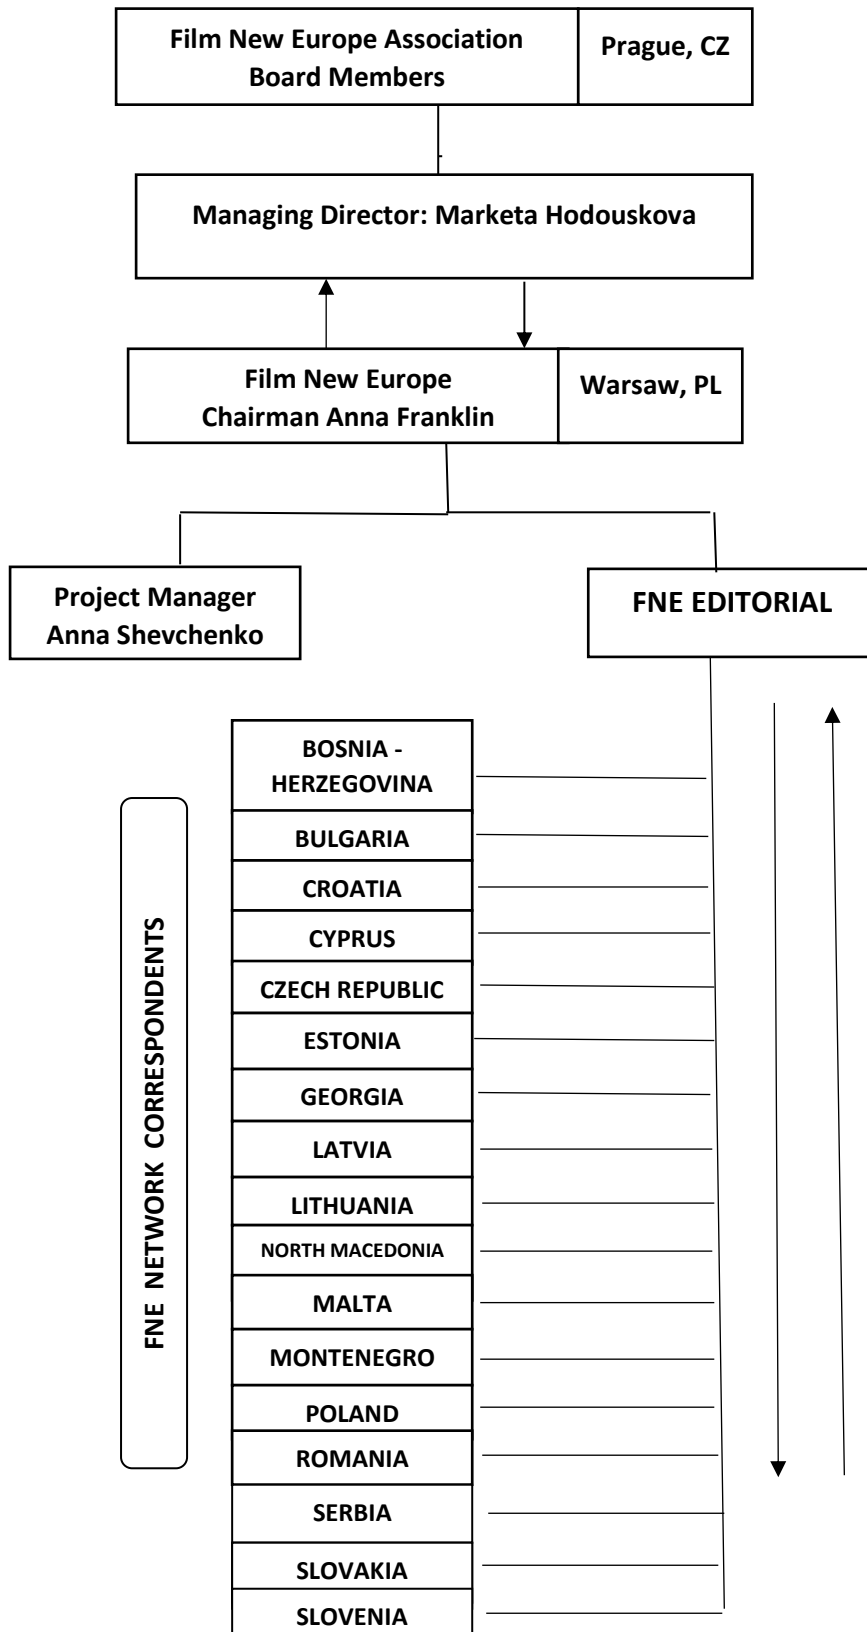 Film New Europe Association
Board Members
Prague, CZ
Managing Director: Marketa Hodouskova
Film New Europe
Chairman Anna Franklin
Warsaw, PL
Project Manager
Anna Shevchenko
FNE EDITORIAL
FNE NETWORK CORRESPONDENTS
BOSNIA -
HERZEGOVINA
BULGARIA
CROATIA
CYPRUS
CZECH REPUBLIC
ESTONIA
GEORGIA
LATVIA
LITHUANIA
NORTH MACEDONIA
MALTA
MONTENEGRO
POLAND
ROMANIA
SERBIA
SLOVAKIA
SLOVENIA